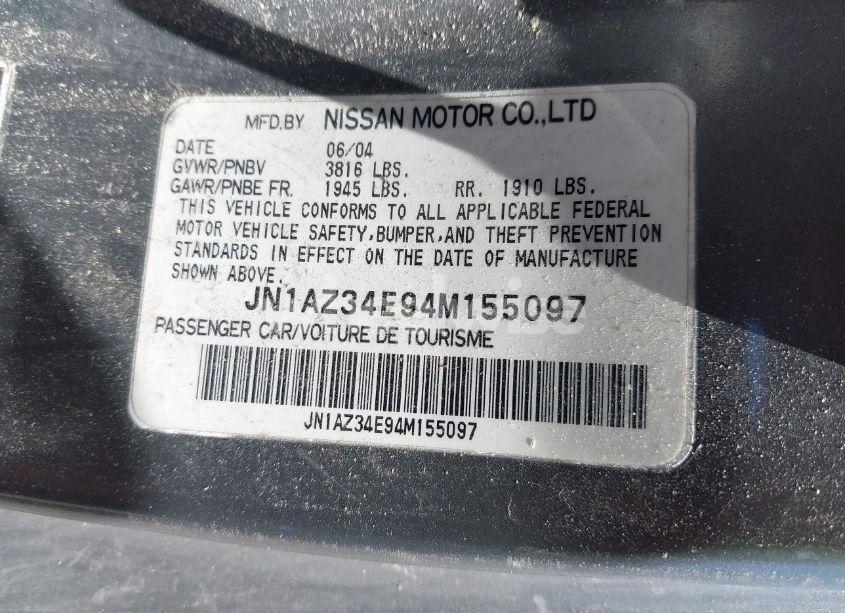 MFD.BY NISSAN MOTOR CO.,LTD
DATE 06/04
GVWR/PNBV 3816 LBS.
GAWR/PNBE FR. 1945 LBS. RR. 1910 LBS.
THIS VEHICLE CONFORMS TO ALL APPLICABLE FEDERAL
MOTOR VEHICLE SAFETY,BUMPER,AND THEFT PREVENTION
STANDARDS IN EFFECT ON THE DATE OF MANUFACTURE
SHOWN ABOVE.
JN1AZ34E94M155097
PASSENGER CAR/VOITURE DE TOURISME
JN1AZ34E94M155097